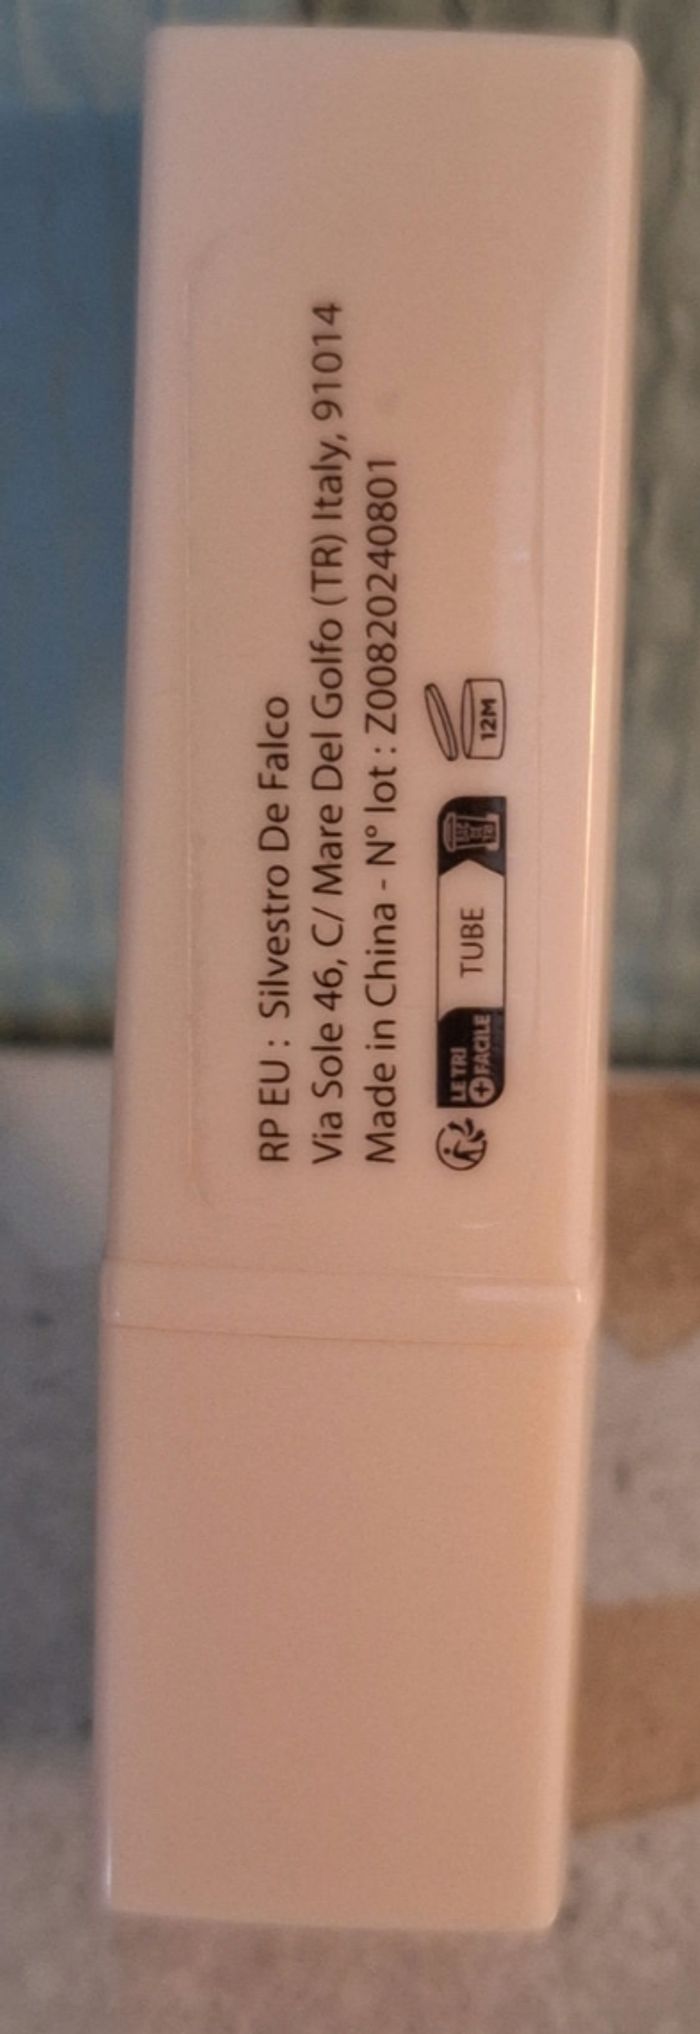 RP EU : Silvestro De Falco
Via Sole 46, C/ Mare Del Golfo (TR) Italy, 91014
Made in China - N° lot : Z00820240801
LE TRI
+ FACILE
TUBE
12M